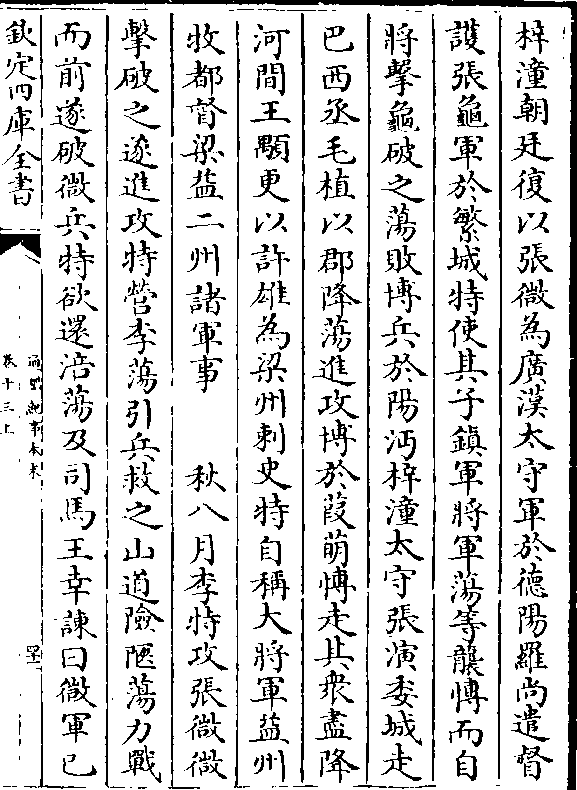 梓潼朝廷復以張微為廣漢太守軍於德陽羅尚遣督
護張龜軍於繁城特使其子鎮軍將軍蕩等襲博而自
將擊龜破之蕩敗博兵於陽沔梓潼太守張演委城走
巴西丞毛植以郡降蕩進攻博於葭萌博走其衆盡降
河間王顒更以許雄為梁州刺史特自稱大將軍益州
牧都督梁益二州諸軍事　秋八月李特攻張微微
擊破之遂進攻特營李蕩引兵救之山道險陿蕩力戰
而前遂破微兵特欲還涪蕩及司馬王幸諫曰微軍已
欽定四庫全書
通鑑紀事本末
卷十三上